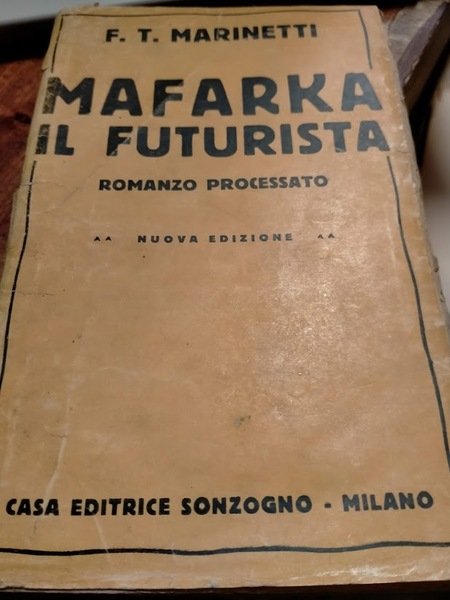 F. T. MARINETTI
MAFARKA
IL FUTURISTA
ROMANZO PROCESSATO
^^ NUOVA EDIZIONE ^^
CASA EDITRICE SONZOGNO - MILANO